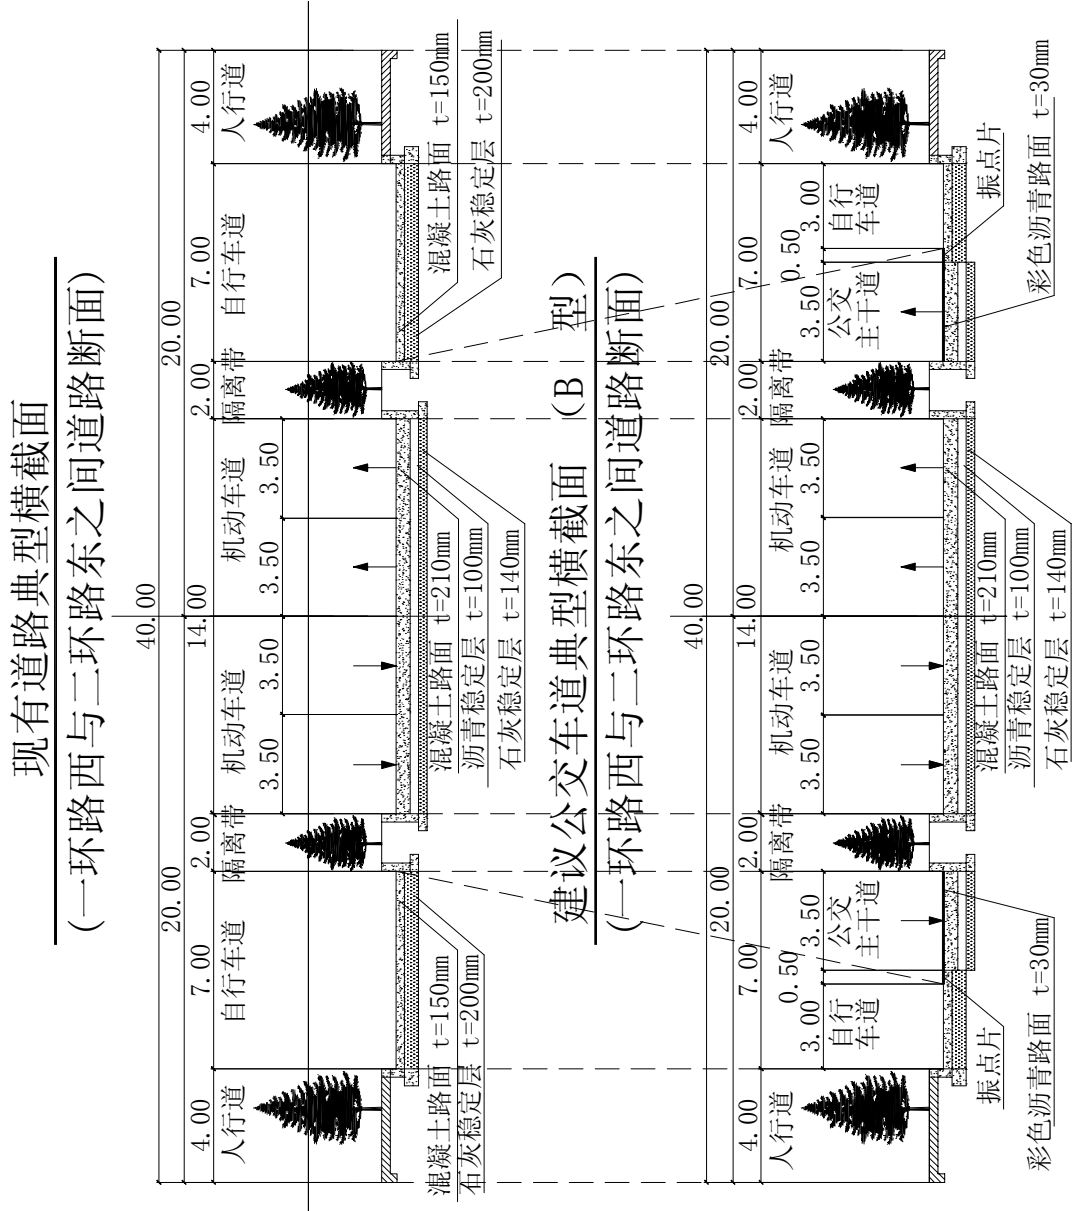 现有道路典型横截面
(一环路西与二环路东之间道路断面)
40.00
20.00
20.00
4.00
7.00
2.00
14.00
2.00
7.00
4.00
人行道
自行车道
隔离带
机动车道
机动车道
隔离带
自行车道
人行道
3.50
3.50
3.50
3.50
混凝土路面 t=150mm
石灰稳定层 t=200mm
混凝土路面 t=210mm
沥青稳定层 t=100mm
石灰稳定层 t=140mm
混凝土路面 t=150mm
石灰稳定层 t=200mm
建议公交车道典型横截面 (B 型)
(一环路西与二环路东之间道路断面)
40.00
20.00
20.00
4.00
7.00
2.00
14.00
2.00
7.00
4.00
人行道
隔离带
机动车道
机动车道
隔离带
人行道
0.50
0.50
3.00
3.50
3.50
3.50
3.50
3.50
3.50
3.00
自行
车道
公交
主干道
公交
主干道
自行
车道
振点片
彩色沥青路面 t=30mm
混凝土路面 t=210mm
沥青稳定层 t=100mm
石灰稳定层 t=140mm
振点片
彩色沥青路面 t=30mm